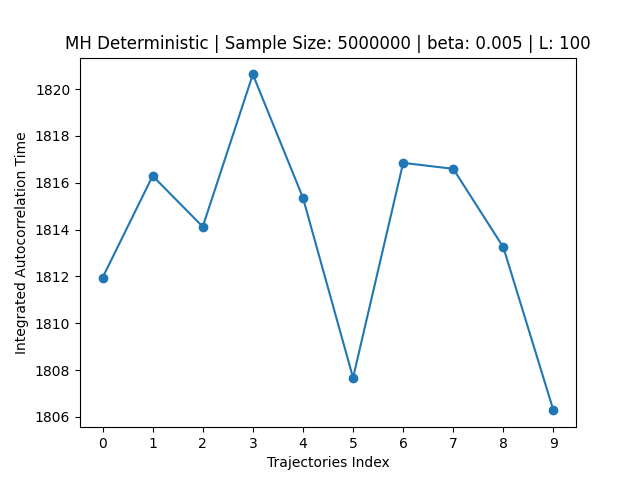 MH Deterministic | Sample Size: 5000000 | beta: 0.005 | L: 100
Integrated Autocorrelation Time
1820
1818
1816
1814
1812
1810
1808
1806
0 1 2 3 4 5 6 7 8 9
Trajectories Index